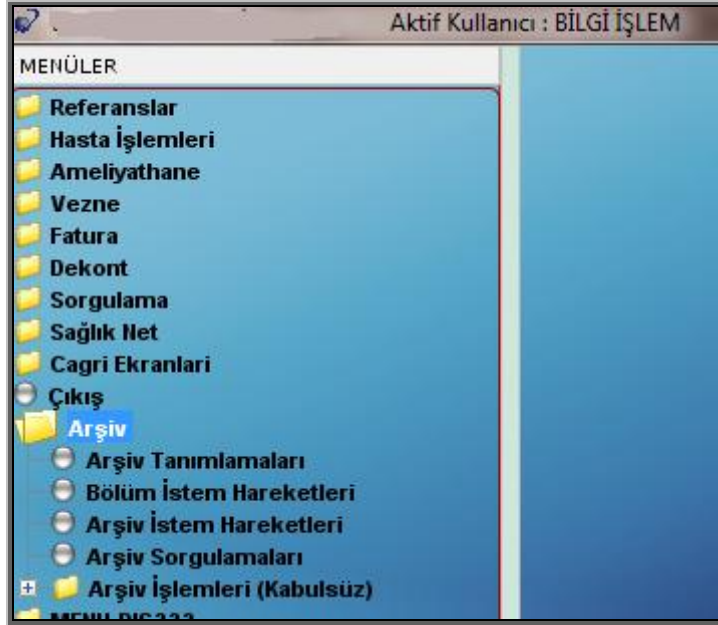 Aktif Kullanıcı : BİLGİ İŞLEM
MENÜLER
Referanslar
Hasta İşlemleri
Ameliyathane
Vezne
Fatura
Dekont
Sorgulama
Sağlık Net
Cagri Ekranlari
Çıkış
Arşiv
Arşiv Tanımlamaları
Bölüm İstem Hareketleri
Arşiv İstem Hareketleri
Arşiv Sorgulamaları
Arşiv İşlemleri (Kabulsüz)